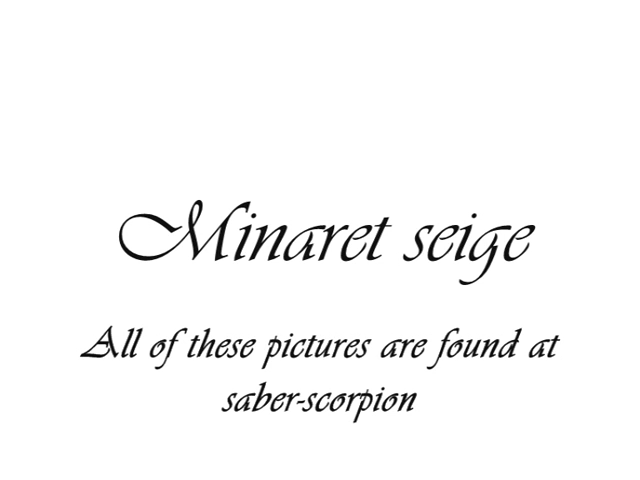 Minaret seige
All of these pictures are found at
saber-scorpion